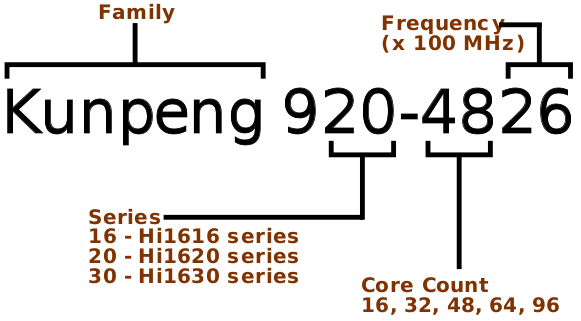 Family
Frequency
(x 100 MHz)
Kunpeng 920-4826
Series
16 - Hi1616 series
20 - Hi1620 series
30 - Hi1630 series
Core Count
16, 32, 48, 64, 96